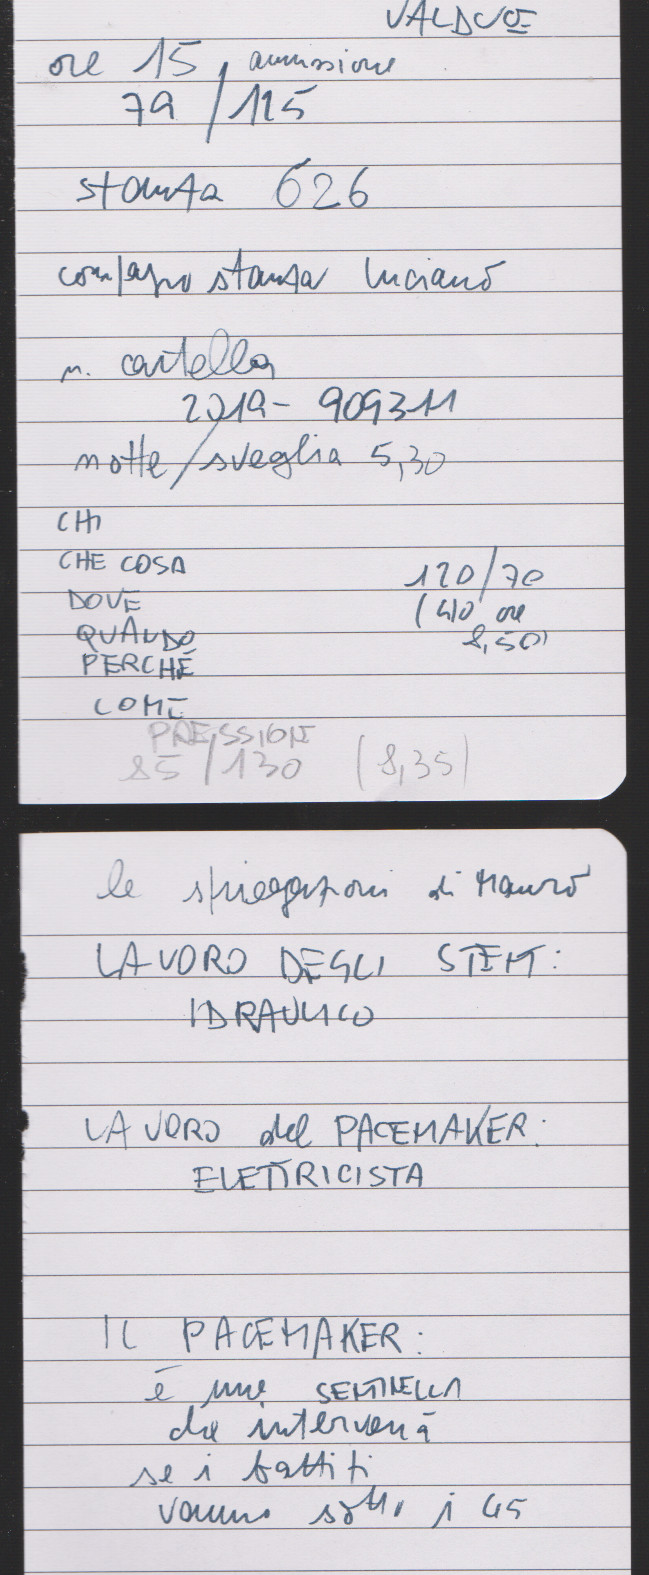 VALDUCE
ore 15 ammissione
79/115
stanza 626
compagno stanza Luciano
n. cartella
2019- 909311
notte/sveglia 5,30
CHI
CHE COSA
DOVE
QUANDO
PERCHÉ
COME
120/70
ore
8,50)
PRESSIONE
85/130 (8,35)
le spiegazioni di Mauro
LAVORO DEGLI STENT:
IDRAULICO
LAVORO del PACEMAKER:
ELETTRICISTA
IL PACEMAKER:
è una SENTINELLA
che interverrà
se i battiti
vanno sotto i 45